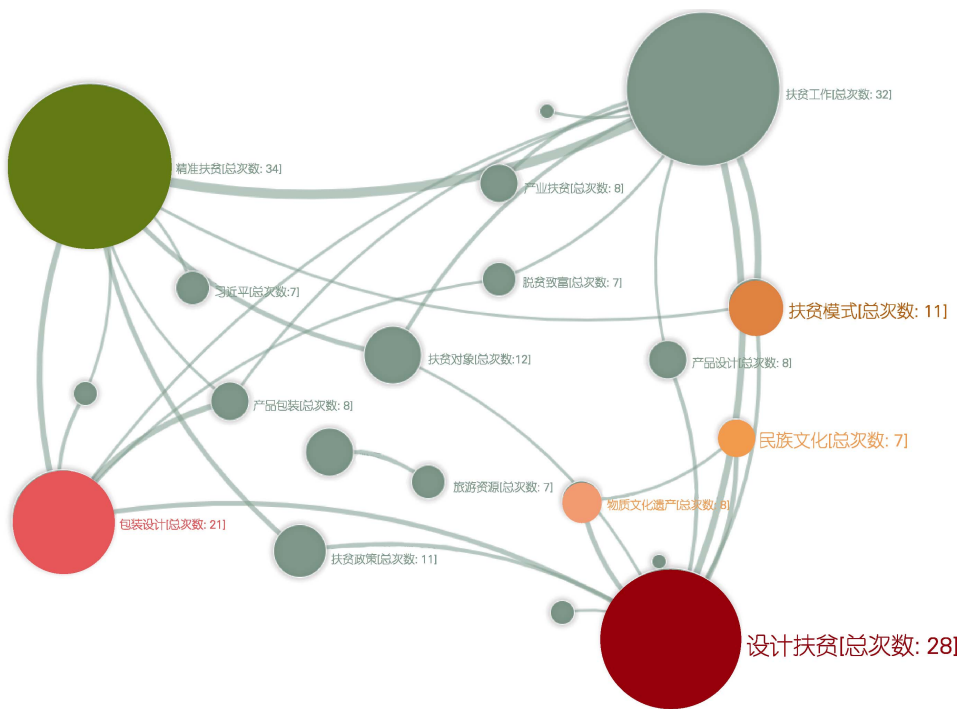 扶贫工作[总次数: 32]
精准扶贫[总次数: 34]
产业扶贫[总次数: 8]
脱贫致富[总次数: 7]
习近平[总次数:7]
扶贫模式[总次数: 11]
扶贫对象[总次数:12]
产品设计[总次数: 8]
产品包装[总次数: 8]
民族文化[总次数: 7]
旅游资源[总次数: 7]
物质文化遗产[总次数: 8]
包装设计[总次数: 21]
扶贫政策[总次数: 11]
设计扶贫[总次数: 28]